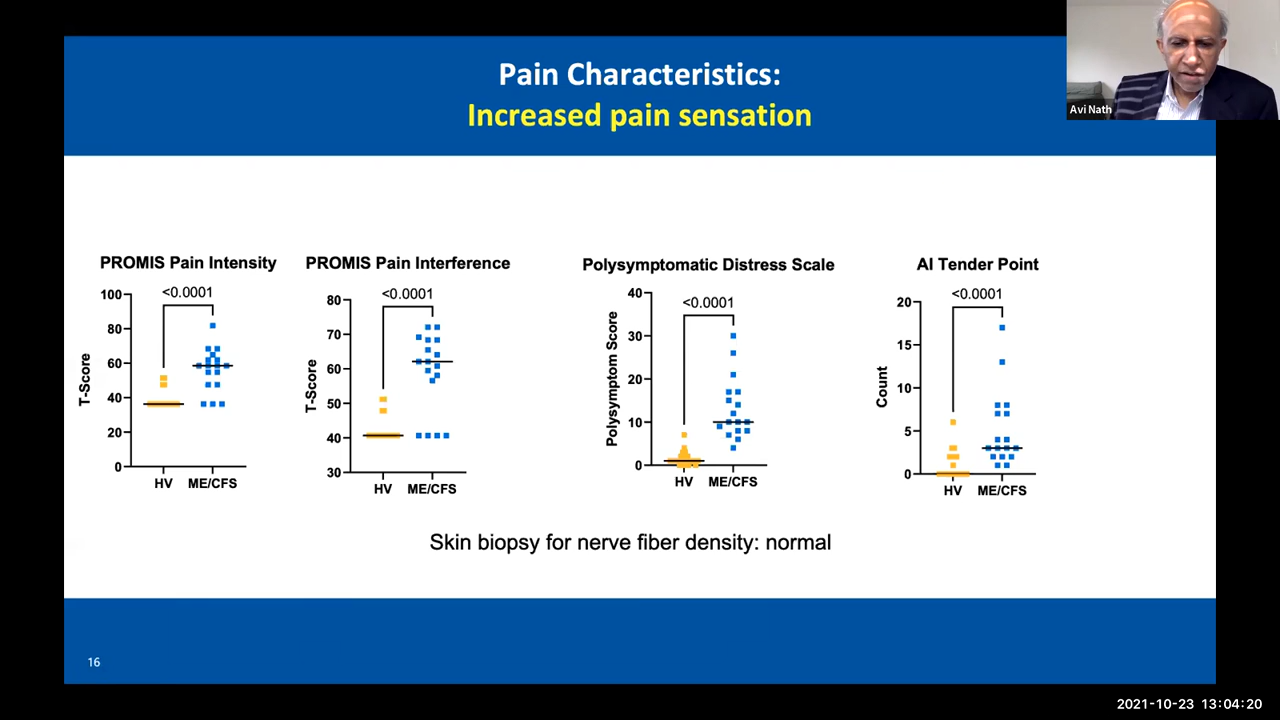 Pain Characteristics:
Increased pain sensation
Avi Nath
PROMIS Pain Intensity
<0.0001
100
80
60
40
20
0
T-Score
HV
ME/CFS
PROMIS Pain Interference
<0.0001
80
70
60
50
40
30
T-Score
HV
ME/CFS
Polysymptomatic Distress Scale
<0.0001
40
30
20
10
0
Polysymptom Score
HV
ME/CFS
AI Tender Point
<0.0001
20
15
10
5
0
Count
HV
ME/CFS
Skin biopsy for nerve fiber density: normal
16
2021-10-23 13:04:20